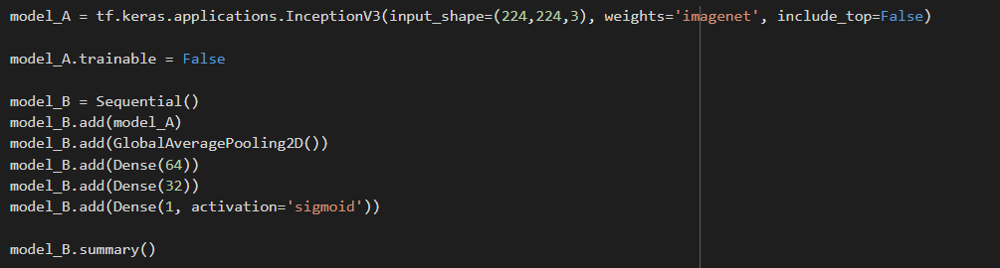 model_A = tf.keras.applications.InceptionV3(input_shape=(224,224,3), weights='imagenet', include_top=False)
model_A.trainable = False
model_B = Sequential()
model_B.add(model_A)
model_B.add(GlobalAveragePooling2D())
model_B.add(Dense(64))
model_B.add(Dense(32))
model_B.add(Dense(1, activation='sigmoid'))
model_B.summary()